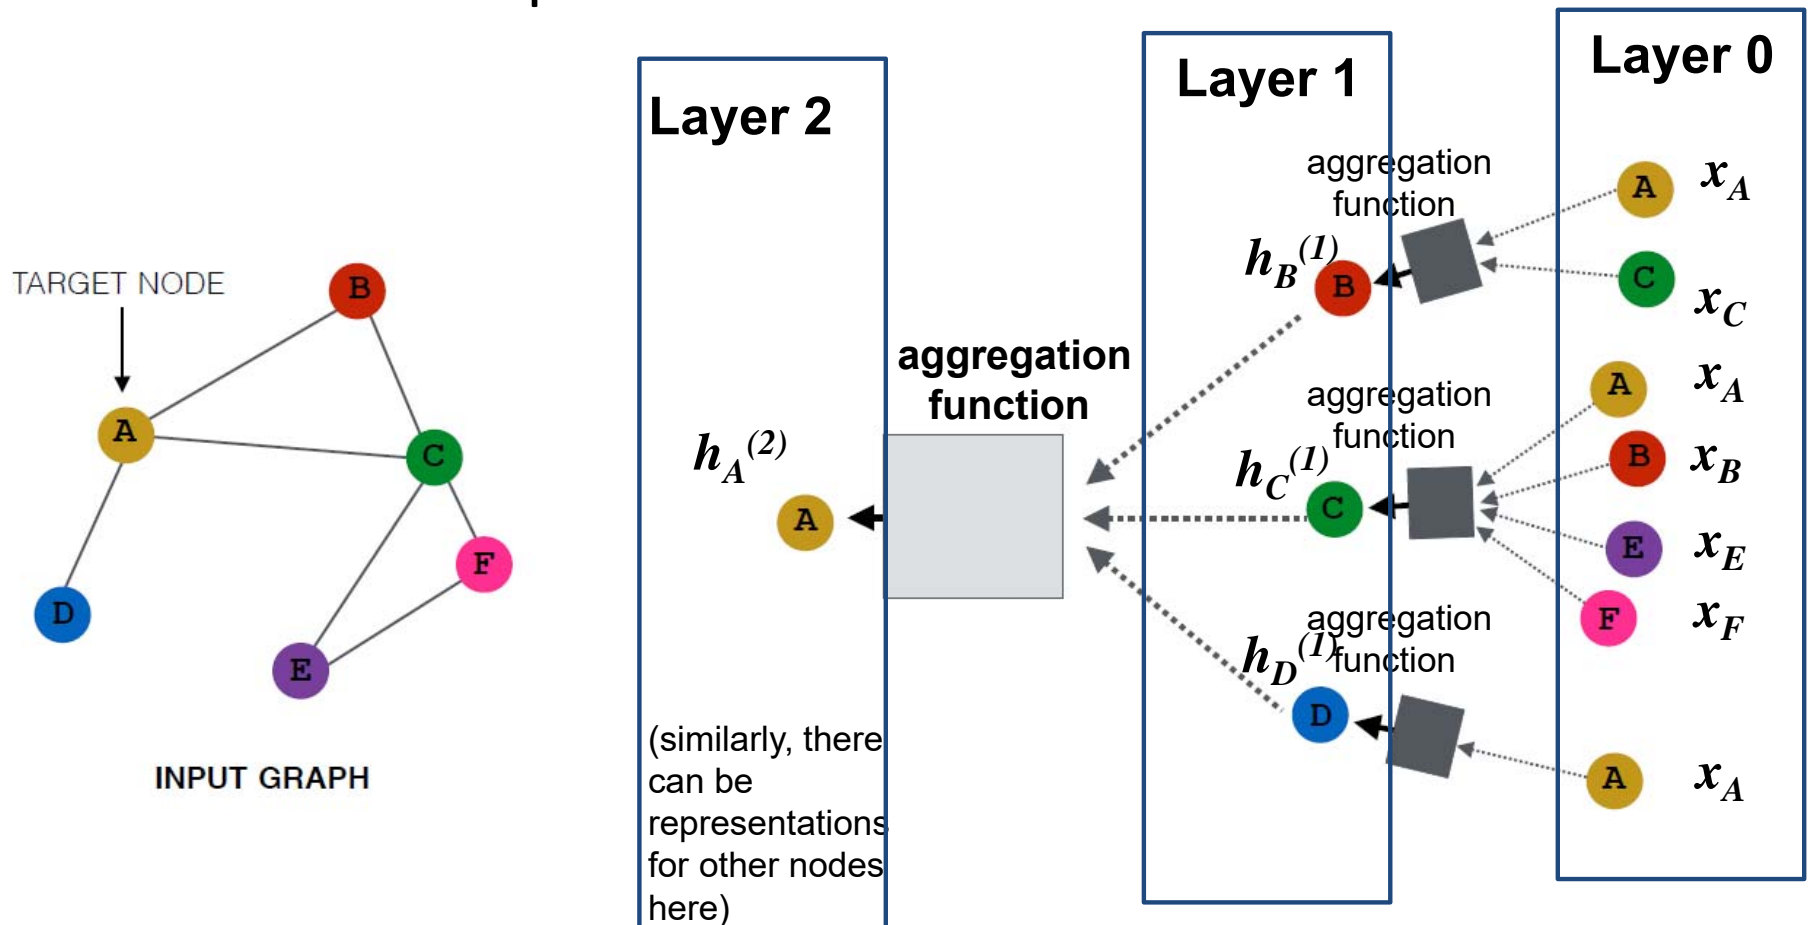 TARGET NODE
B
A
C
F
D
E
INPUT GRAPH
Layer 2
h_A^(2)
A
(similarly, there
can be
representations
for other nodes
here)
aggregation
function
Layer 1
aggregation
function
h_B^(1)
B
aggregation
function
h_C^(1)
C
aggregation
function
h_D^(1)
D
Layer 0
A x_A
C x_C
A x_A
B x_B
E x_E
F x_F
A x_A